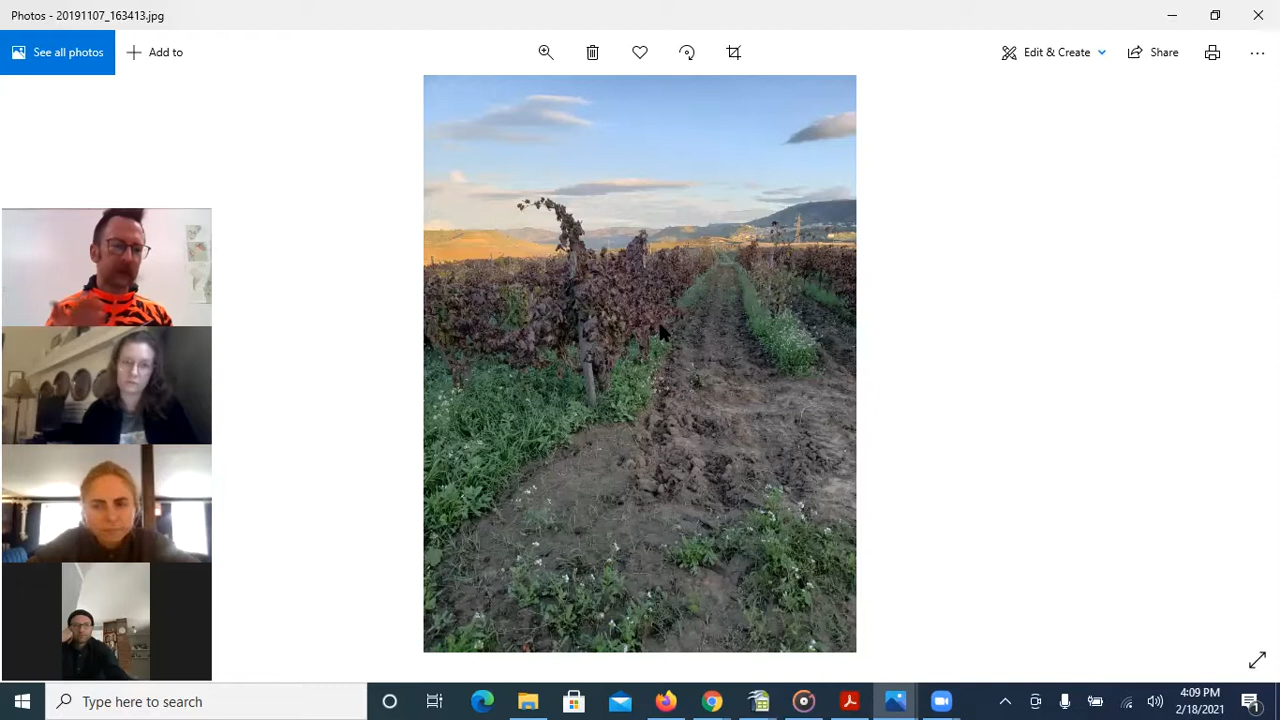 Photos - 20191107_163413.jpg
See all photos
Add to
Edit & Create
Share
Type here to search
4:09 PM
2/18/2021
1